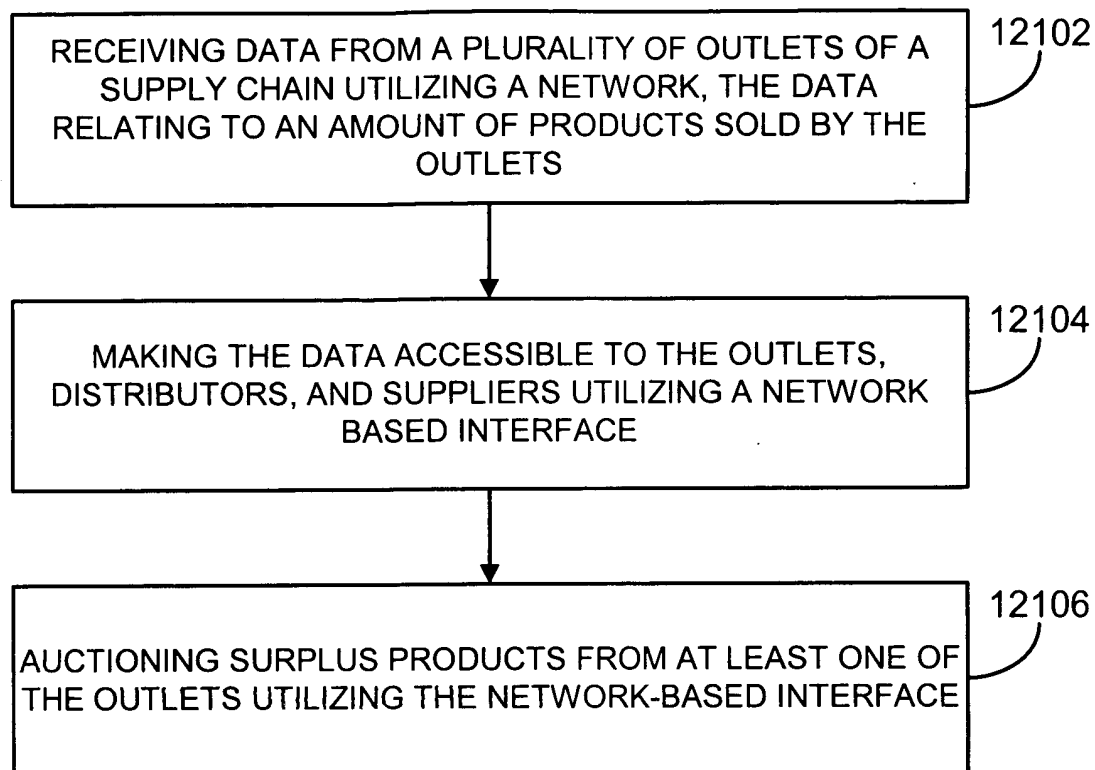 RECEIVING DATA FROM A PLURALITY OF OUTLETS OF A
SUPPLY CHAIN UTILIZING A NETWORK, THE DATA
RELATING TO AN AMOUNT OF PRODUCTS SOLD BY THE
OUTLETS
12102
MAKING THE DATA ACCESSIBLE TO THE OUTLETS,
DISTRIBUTORS, AND SUPPLIERS UTILIZING A NETWORK
BASED INTERFACE
12104
AUCTIONING SURPLUS PRODUCTS FROM AT LEAST ONE OF
THE OUTLETS UTILIZING THE NETWORK-BASED INTERFACE
12106